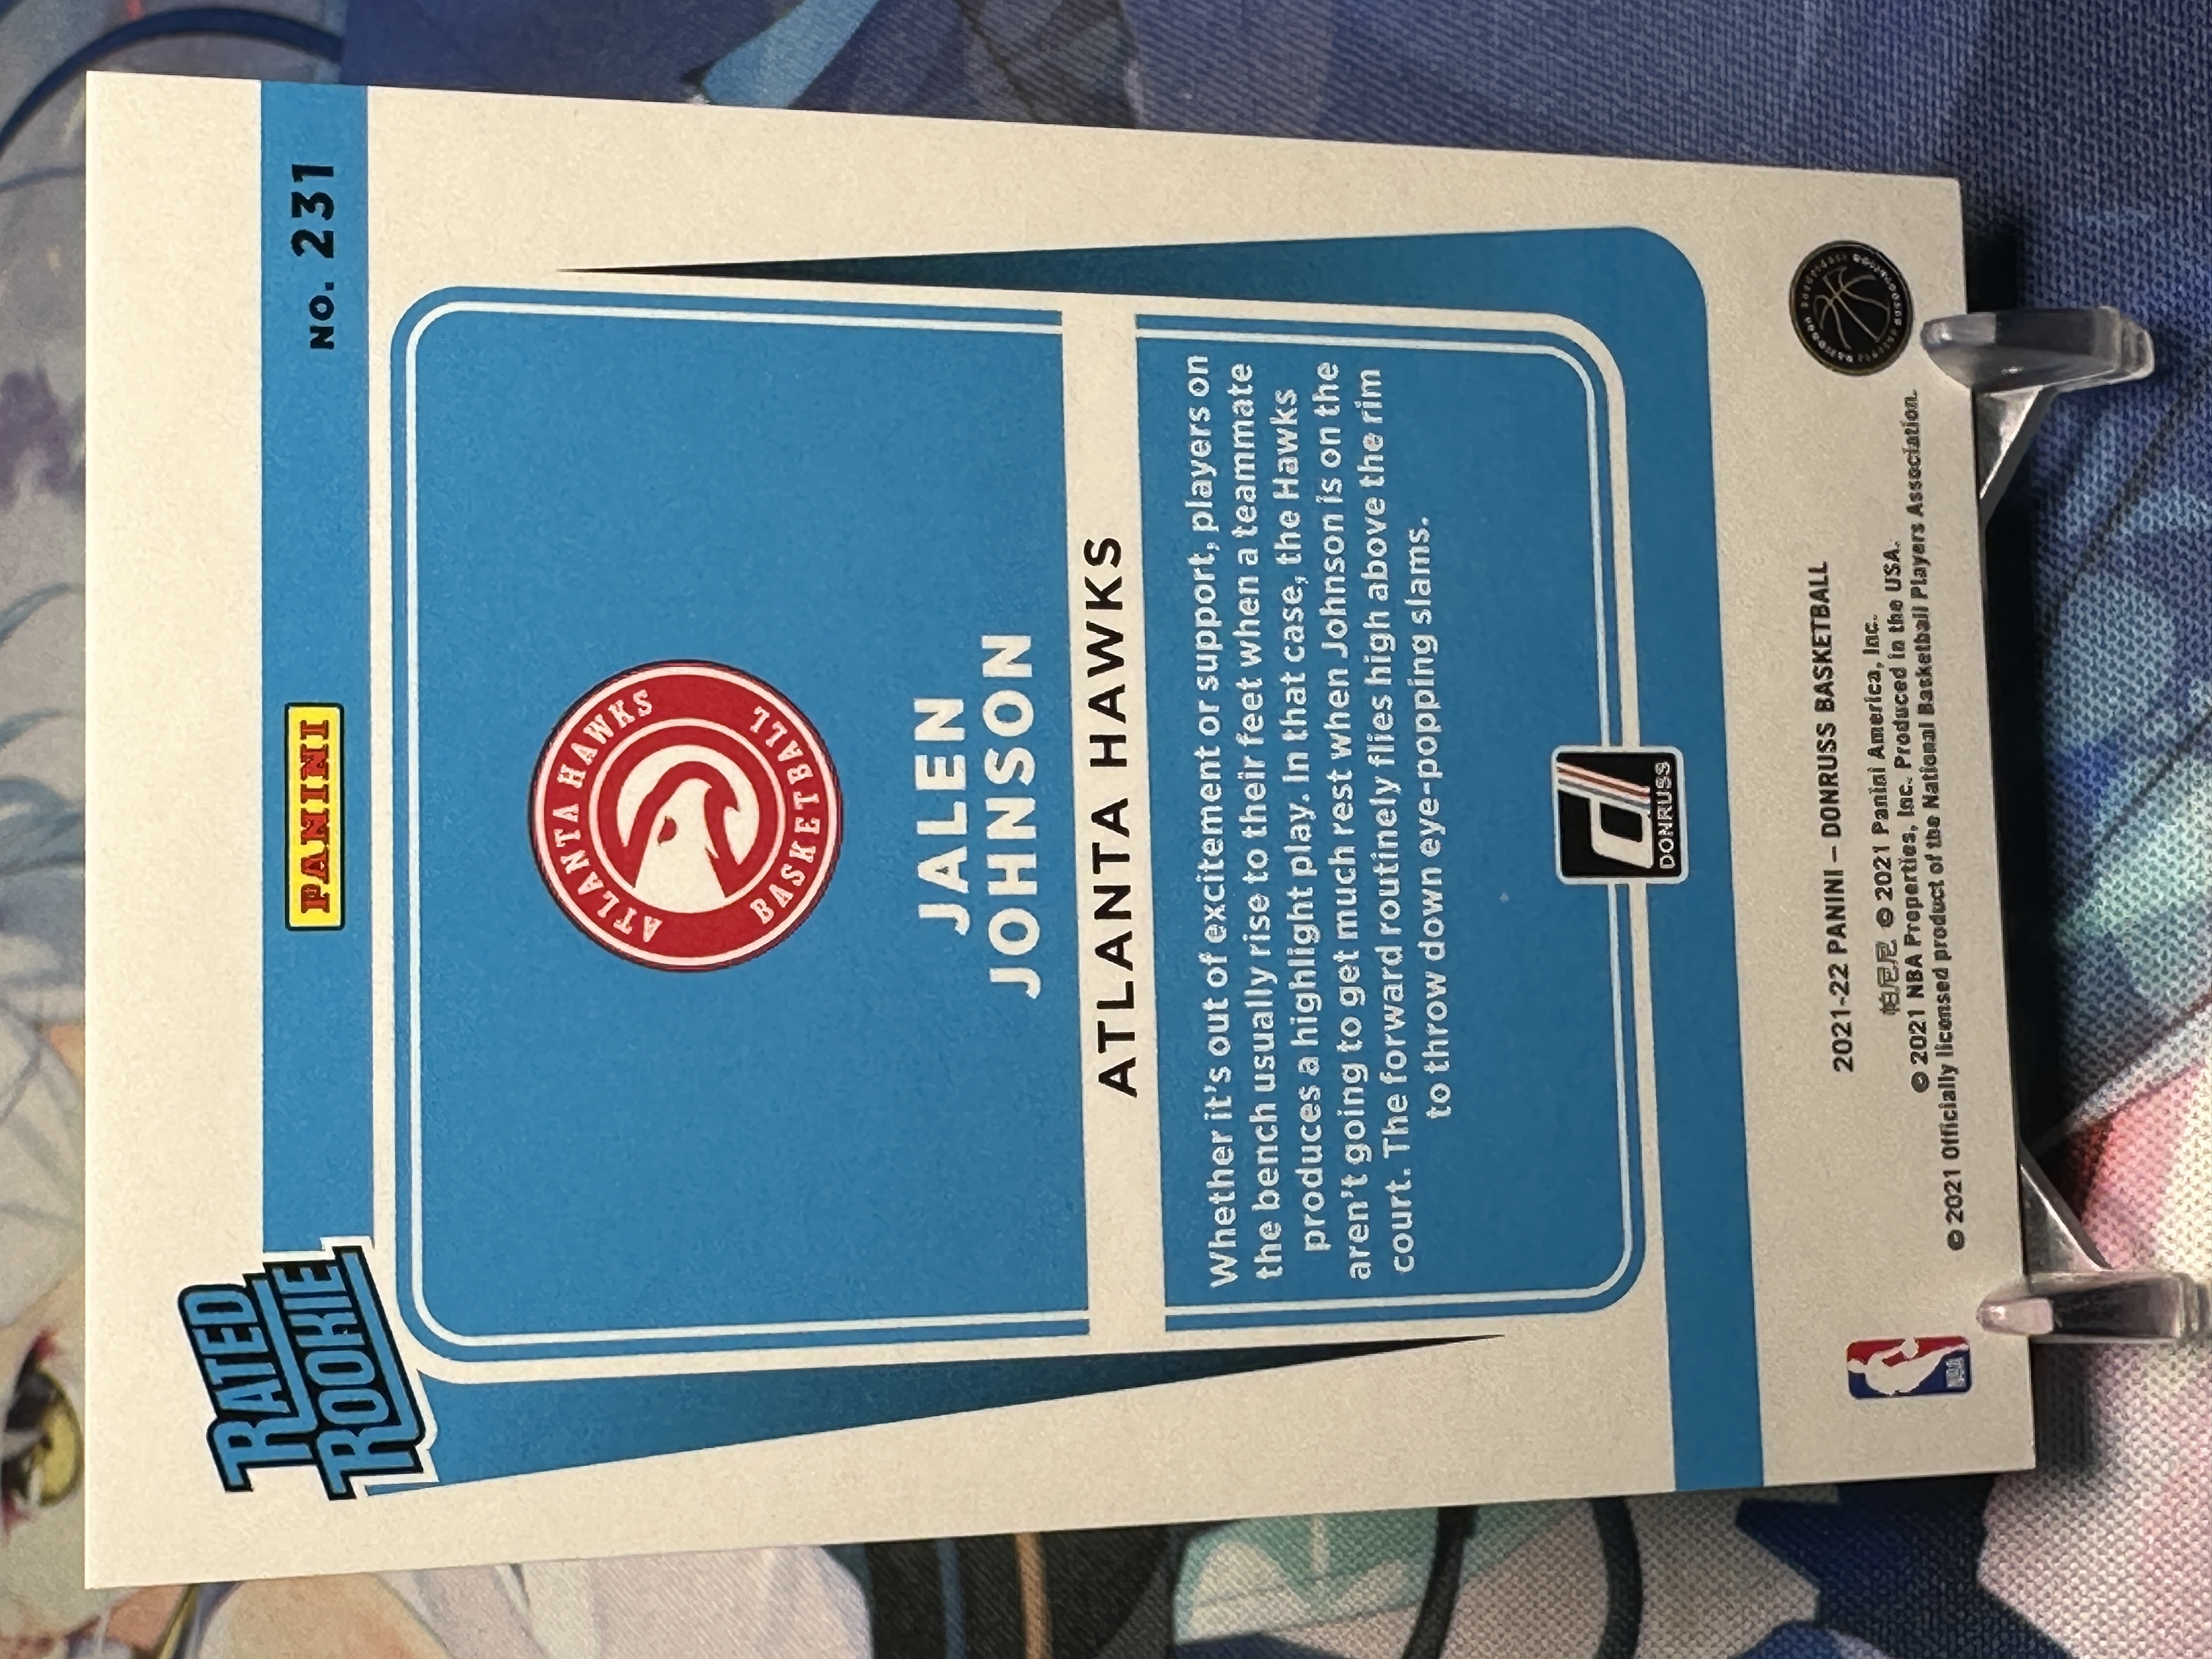 RATED
ROOKIE
PANINI
NO. 231
ATLANTA HAWKS
BASKETBALL
JALEN
JOHNSON
ATLANTA HAWKS
Whether it's out of excitement or support, players on
the bench usually rise to their feet when a teammate
produces a highlight play. In that case, the Hawks
aren't going to get much rest when Johnson is on the
court. The forward routinely flies high above the rim
to throw down eye-popping slams.
DONRUSS
2021-22 PANINI – DONRUSS BASKETBALL
帕尼尼 © 2021 Panini America, Inc.
© 2021 NBA Properties, Inc. Produced in the USA.
© 2021 Officially licensed product of the National Basketball Players Association.
NBA